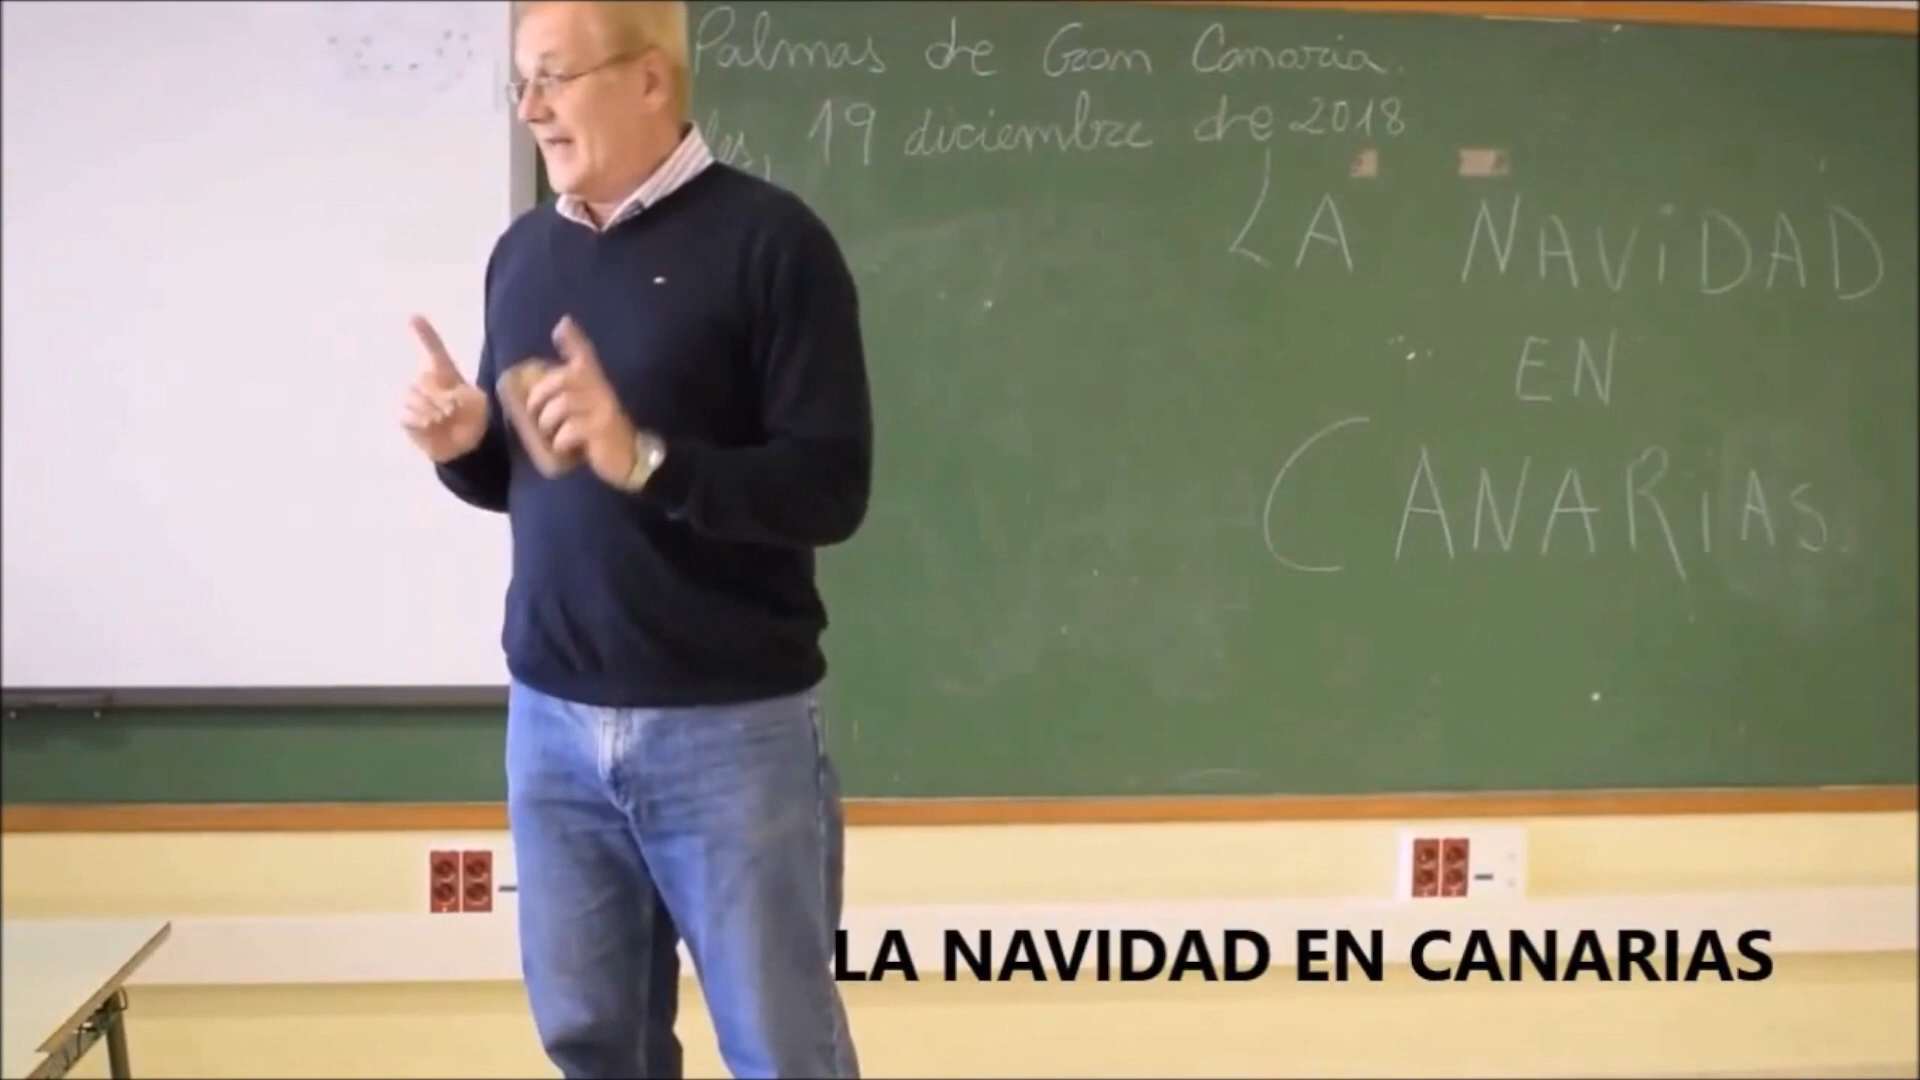 Palmas de Gran Canaria.
19 diciembre de 2018
LA NAViDAD
EN
CANARiAS.
LA NAVIDAD EN CANARIAS